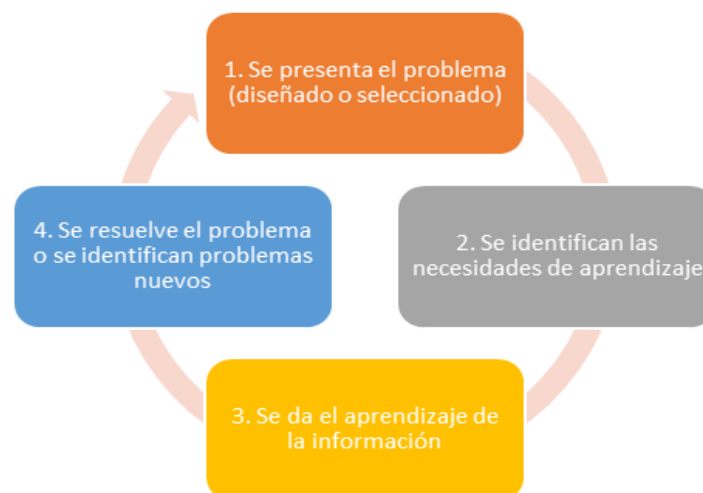 1. Se presenta el problema
(diseñado o seleccionado)
2. Se identifican las
necesidades de aprendizaje
3. Se da el aprendizaje de
la información
4. Se resuelve el problema
o se identifican problemas
nuevos